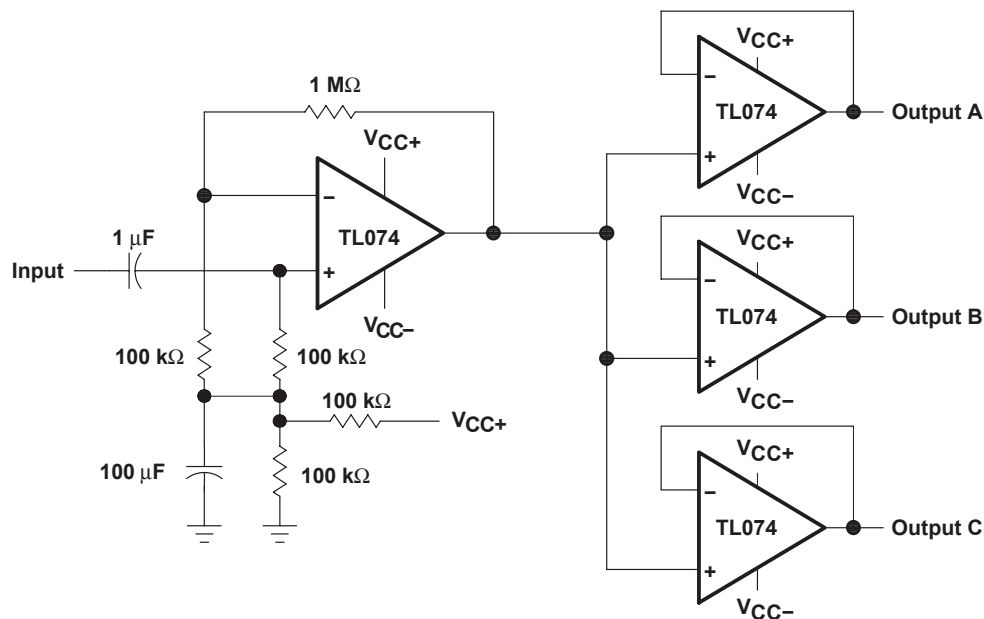 1 MΩ
VCC+
−
TL074
+
VCC−
1 μF
Input
100 kΩ
100 kΩ
100 kΩ
VCC+
100 μF
100 kΩ
VCC+
−
TL074
+
VCC−
Output A
VCC+
−
TL074
+
VCC−
Output B
VCC+
−
TL074
+
VCC−
Output C